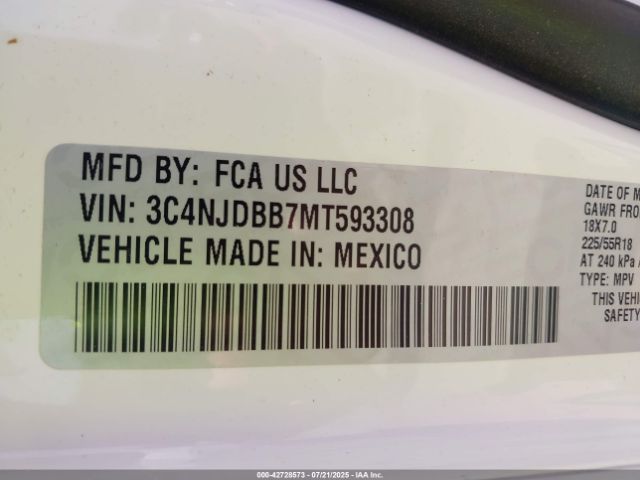 MFD BY: FCA US LLC
VIN: 3C4NJDBB7MT593308
VEHICLE MADE IN: MEXICO
DATE OF M
GAWR FRO
18X7.0
225/55R18
AT 240 kPa
TYPE: MPV
THIS VEHI
SAFETY
000-42728573 - 07/21/2025 - IAA, Inc.